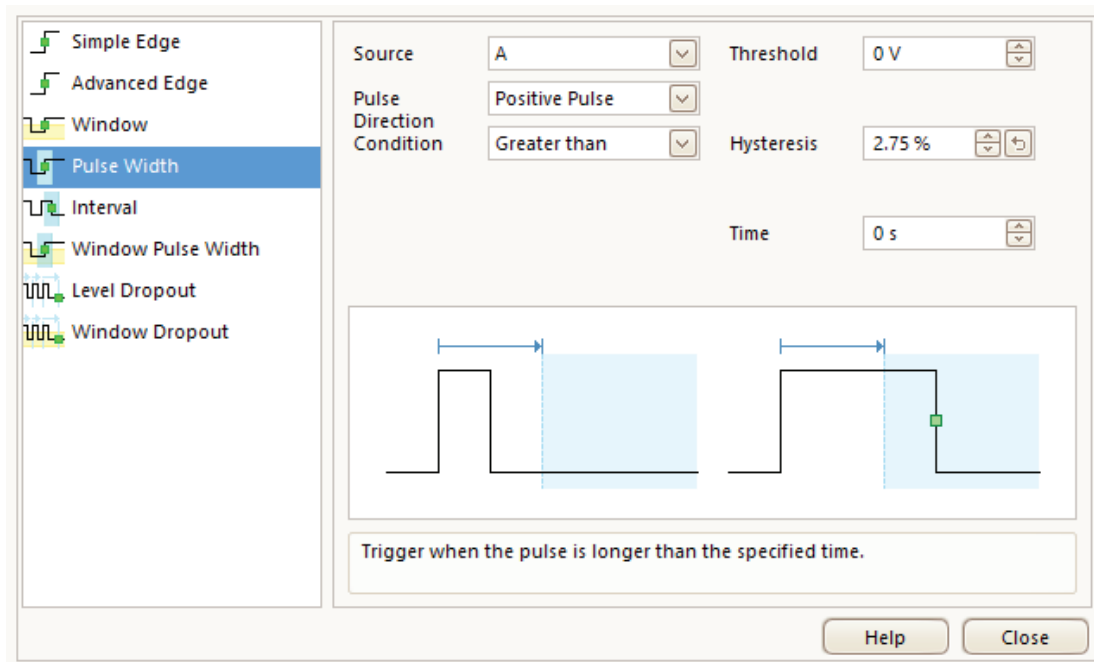 Simple Edge
Advanced Edge
Window
Pulse Width
Interval
Window Pulse Width
Level Dropout
Window Dropout
Source A Threshold 0 V
Pulse Direction Positive Pulse
Condition Greater than Hysteresis 2.75 %
Time 0 s
Trigger when the pulse is longer than the specified time.
Help Close